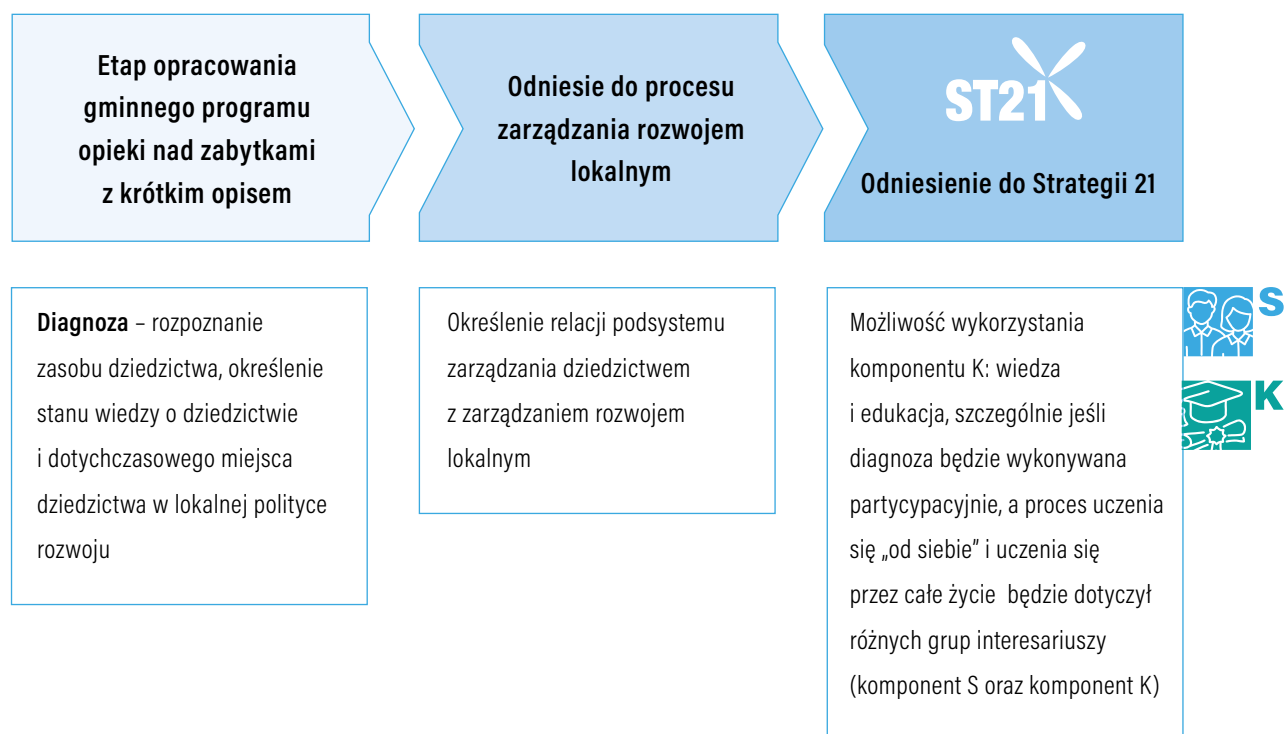 Etap opracowania
gminnego programu
opieki nad zabytkami
z krótkim opisem
Odniesie do procesu
zarządzania rozwojem
lokalnym
ST21
Odniesienie do Strategii 21
Diagnoza – rozpoznanie
zasobu dziedzictwa, określenie
stanu wiedzy o dziedzictwie
i dotychczasowego miejsca
dziedzictwa w lokalnej polityce
rozwoju
Określenie relacji podsystemu
zarządzania dziedzictwem
z zarządzaniem rozwojem
lokalnym
Możliwość wykorzystania
komponentu K: wiedza
i edukacja, szczególnie jeśli
diagnoza będzie wykonywana
partycypacyjnie, a proces uczenia
się „od siebie” i uczenia się
przez całe życie będzie dotyczył
różnych grup interesariuszy
(komponent S oraz komponent K)
S
K